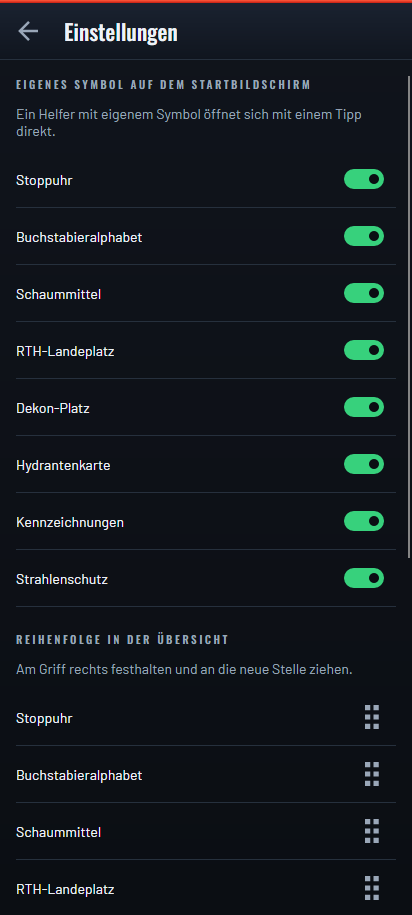 Einstellungen
EIGENES SYMBOL AUF DEM STARTBILDSCHIRM
Ein Helfer mit eigenem Symbol öffnet sich mit einem Tipp
direkt.
Stoppuhr
Buchstabieralphabet
Schaummittel
RTH-Landeplatz
Dekon-Platz
Hydrantenkarte
Kennzeichnungen
Strahlenschutz
REIHENFOLGE IN DER ÜBERSICHT
Am Griff rechts festhalten und an die neue Stelle ziehen.
Stoppuhr
Buchstabieralphabet
Schaummittel
RTH-Landeplatz